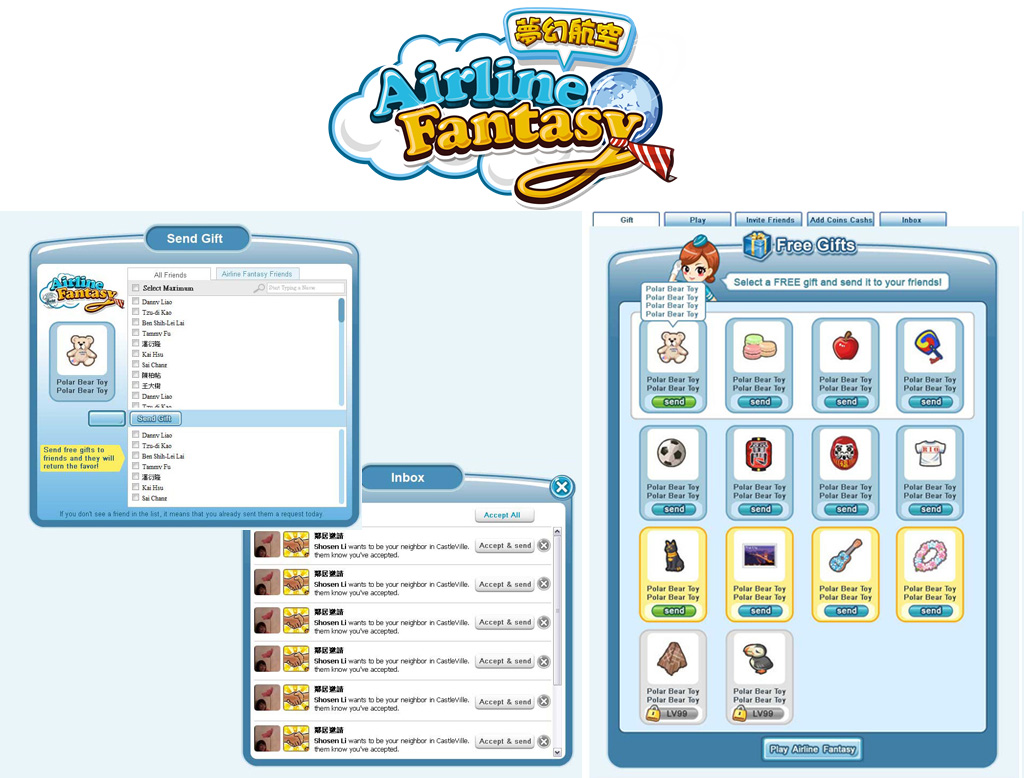 夢幻航空
Airline
Fantasy
Send Gift
All Friends
Airline Fantasy Friends
Select Maximum
Start Typing a Name
Airline
Fantasy
Polar Bear Toy
Polar Bear Toy
Danny Liao
Tzu-di Kao
Ben Shih-Lei Lai
Tammy Fu
Kai Hsu
Sai Chang
陳柏帖
王大樹
Danny Liao
Tzu-di Kao
Send Gift
Send free gifts to
friends and they will
return the favor!
Danny Liao
Tzu-di Kao
Ben Shih-Lei Lai
Tammy Fu
Kai Hsu
Sai Chang
If you don't see a friend in the list, it means that you already sent them a request today.
Inbox
Accept All
鄰居邀請
Shosen Li wants to be your neighbor in CastleVille.
them know you've accepted.
Accept & send
鄰居邀請
Shosen Li wants to be your neighbor in CastleVille.
them know you've accepted.
Accept & send
鄰居邀請
Shosen Li wants to be your neighbor in CastleVille.
them know you've accepted.
Accept & send
鄰居邀請
Shosen Li wants to be your neighbor in CastleVille.
them know you've accepted.
Accept & send
鄰居邀請
Shosen Li wants to be your neighbor in CastleVille.
them know you've accepted.
Accept & send
鄰居邀請
Shosen Li wants to be your neighbor in CastleVille.
them know you've accepted.
Accept & send
Gift
Play
Invite Friends
Add Coins Cashs
Inbox
Free Gifts
Select a FREE gift and send it to your friends!
Polar Bear Toy
Polar Bear Toy
Polar Bear Toy
Polar Bear Toy
Polar Bear Toy
Polar Bear Toy
send
Polar Bear Toy
Polar Bear Toy
send
Polar Bear Toy
Polar Bear Toy
send
Polar Bear Toy
Polar Bear Toy
send
Polar Bear Toy
Polar Bear Toy
send
Polar Bear Toy
Polar Bear Toy
send
Polar Bear Toy
Polar Bear Toy
send
RIO
Polar Bear Toy
Polar Bear Toy
send
Polar Bear Toy
Polar Bear Toy
send
Polar Bear Toy
Polar Bear Toy
send
Polar Bear Toy
Polar Bear Toy
send
Polar Bear Toy
Polar Bear Toy
send
Polar Bear Toy
Polar Bear Toy
LV99
Polar Bear Toy
Polar Bear Toy
LV99
Play Airline Fantasy